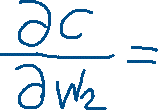 ∂C/∂W₂ =